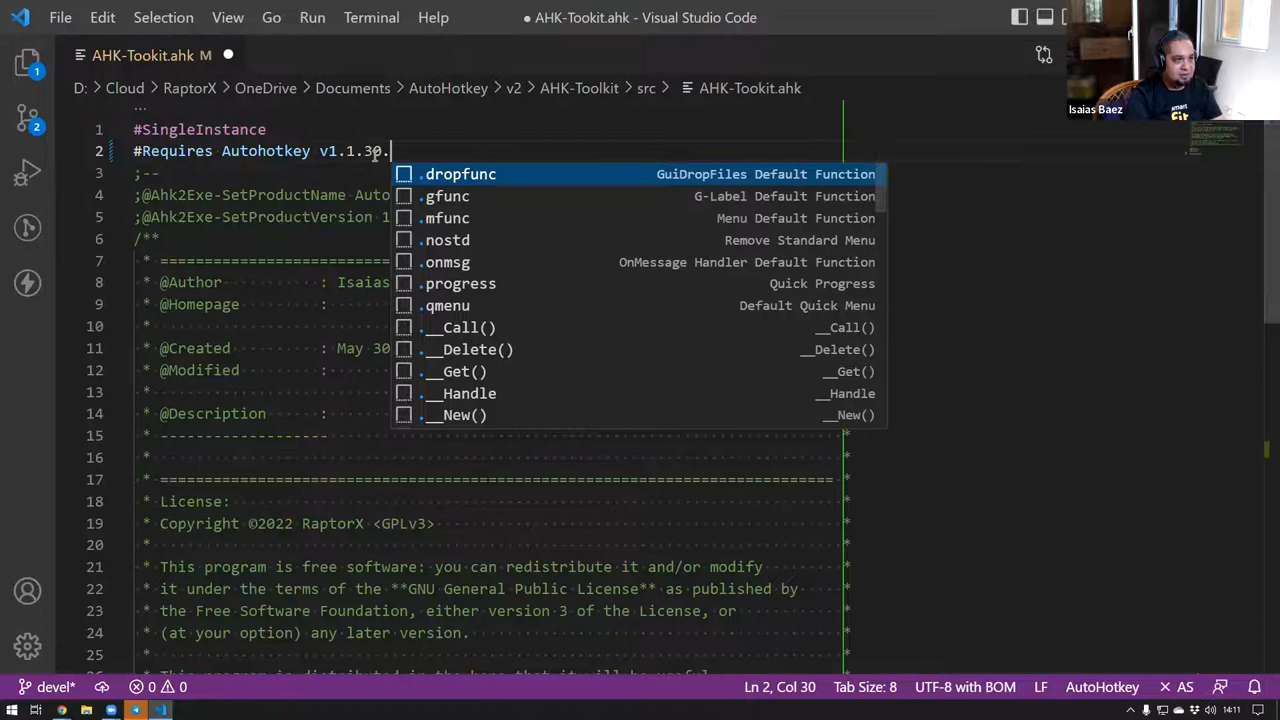 File Edit Selection View Go Run Terminal Help ● AHK-Tookit.ahk - Visual Studio Code
AHK-Tookit.ahk M
D: > Cloud > RaptorX > OneDrive > Documents > AutoHotkey > v2 > AHK-Toolkit > src > AHK-Tookit.ahk
Isaias Baez
...
1 #SingleInstance
2 #Requires Autohotkey v1.1.30.
3 ;--
4 ;@Ahk2Exe-SetProductName Auto
5 ;@Ahk2Exe-SetProductVersion 1
6 /**
7 * ============================
8 * @Author : Isaias
9 * @Homepage :
10 *
11 * @Created : May 30
12 * @Modified :
13 *
14 * @Description :
15 * -------------------
16 *
17 * =============================================================================
18 * License:
19 * Copyright ©2022 RaptorX <GPLv3>
20 *
21 * This program is free software: you can redistribute it and/or modify
22 * it under the terms of the **GNU General Public License** as published by
23 * the Free Software Foundation, either version 3 of the License, or
24 * (at your option) any later version.
25 *
26
.dropfunc GuiDropFiles Default Function
.gfunc G-Label Default Function
.mfunc Menu Default Function
.nostd Remove Standard Menu
.onmsg OnMessage Handler Default Function
.progress Quick Progress
.qmenu Default Quick Menu
.__Call() __Call()
.__Delete() __Delete()
.__Get() __Get()
.__Handle __Handle
.__New() __New()
1
2
devel* 0 0 Ln 2, Col 30 Tab Size: 8 UTF-8 with BOM LF AutoHotkey × AS
14:11